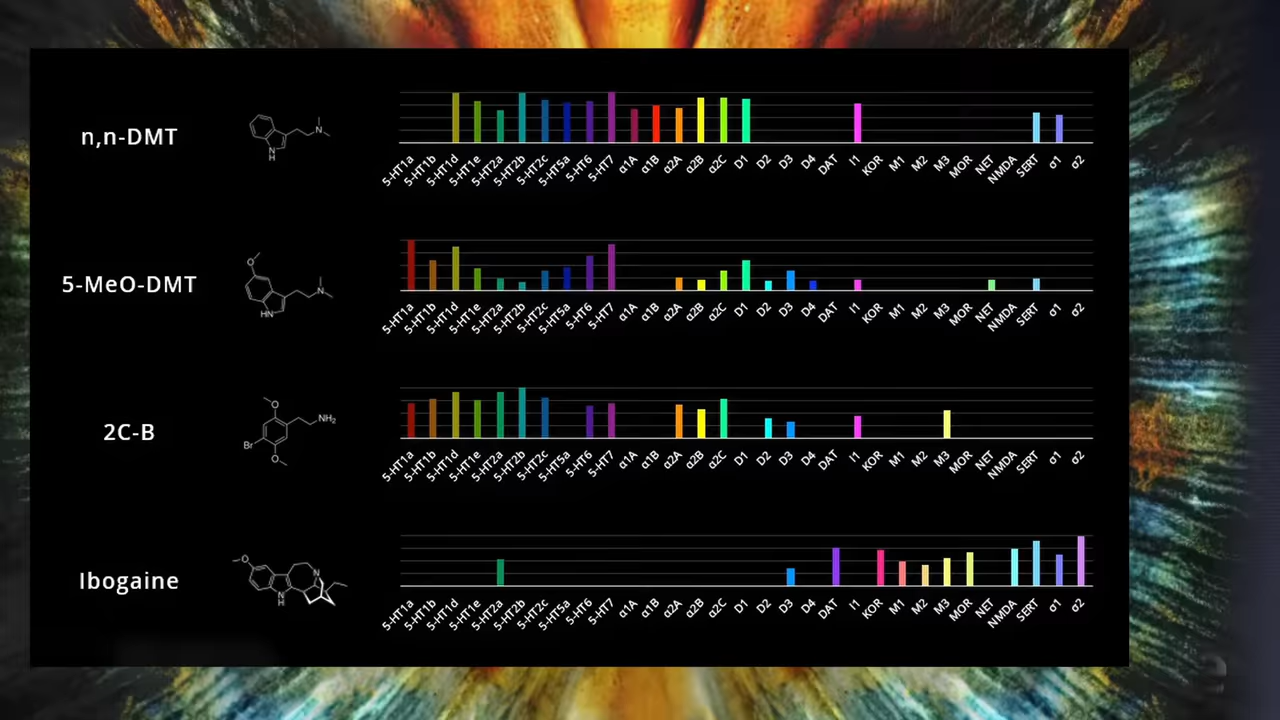 n,n-DMT
N
N
H
5-HT1a 5-HT1b 5-HT1d 5-HT1e 5-HT2a 5-HT2b 5-HT2c 5-HT5a 5-HT6 5-HT7 α1A α1B α2A α2B α2C D1 D2 D3 D4 DAT I1 KOR M1 M2 M3 MOR NET NMDA SERT σ1 σ2
5-MeO-DMT
O
N
HN
5-HT1a 5-HT1b 5-HT1d 5-HT1e 5-HT2a 5-HT2b 5-HT2c 5-HT5a 5-HT6 5-HT7 α1A α1B α2A α2B α2C D1 D2 D3 D4 DAT I1 KOR M1 M2 M3 MOR NET NMDA SERT σ1 σ2
2C-B
O
NH2
Br
O
5-HT1a 5-HT1b 5-HT1d 5-HT1e 5-HT2a 5-HT2b 5-HT2c 5-HT5a 5-HT6 5-HT7 α1A α1B α2A α2B α2C D1 D2 D3 D4 DAT I1 KOR M1 M2 M3 MOR NET NMDA SERT σ1 σ2
Ibogaine
O
N
N
H
5-HT1a 5-HT1b 5-HT1d 5-HT1e 5-HT2a 5-HT2b 5-HT2c 5-HT5a 5-HT6 5-HT7 α1A α1B α2A α2B α2C D1 D2 D3 D4 DAT I1 KOR M1 M2 M3 MOR NET NMDA SERT σ1 σ2